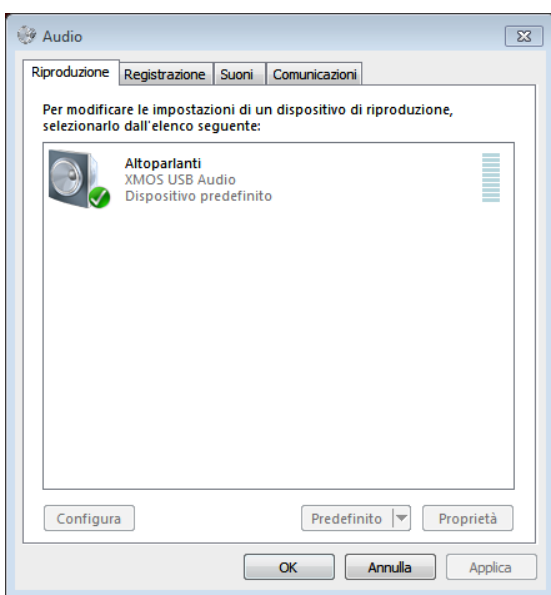 Audio
Riproduzione Registrazione Suoni Comunicazioni
Per modificare le impostazioni di un dispositivo di riproduzione,
selezionarlo dall'elenco seguente:
Altoparlanti
XMOS USB Audio
Dispositivo predefinito
Configura Predefinito Proprietà
OK Annulla Applica